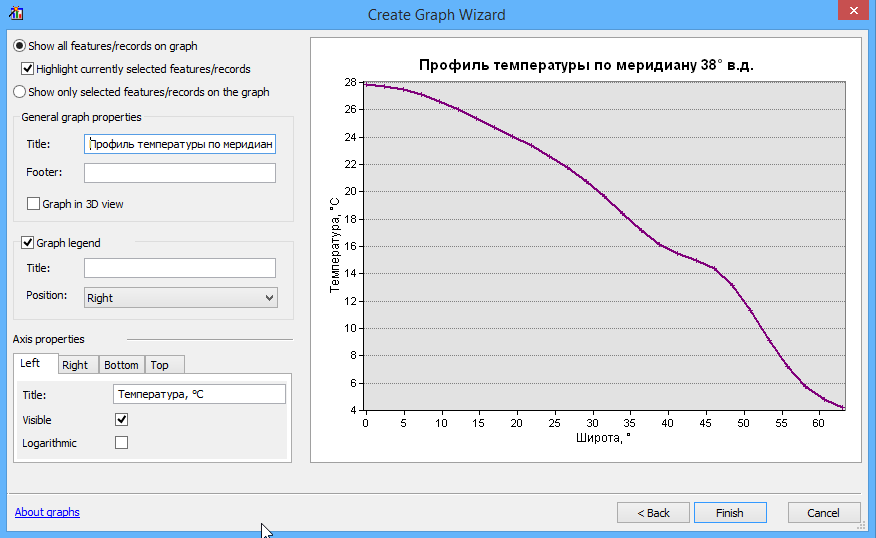 Create Graph Wizard
Show all features/records on graph
Highlight currently selected features/records
Show only selected features/records on the graph
General graph properties
Title: Профиль температуры по меридиан
Footer:
Graph in 3D view
Graph legend
Title:
Position: Right
Axis properties
Left Right Bottom Top
Title: Температура, °C
Visible
Logarithmic
Профиль температуры по меридиану 38° в.д.
Температура, °C
28
26
24
22
20
18
16
14
12
10
8
6
4
0 5 10 15 20 25 30 35 40 45 50 55 60
Широта, °
About graphs
< Back Finish Cancel